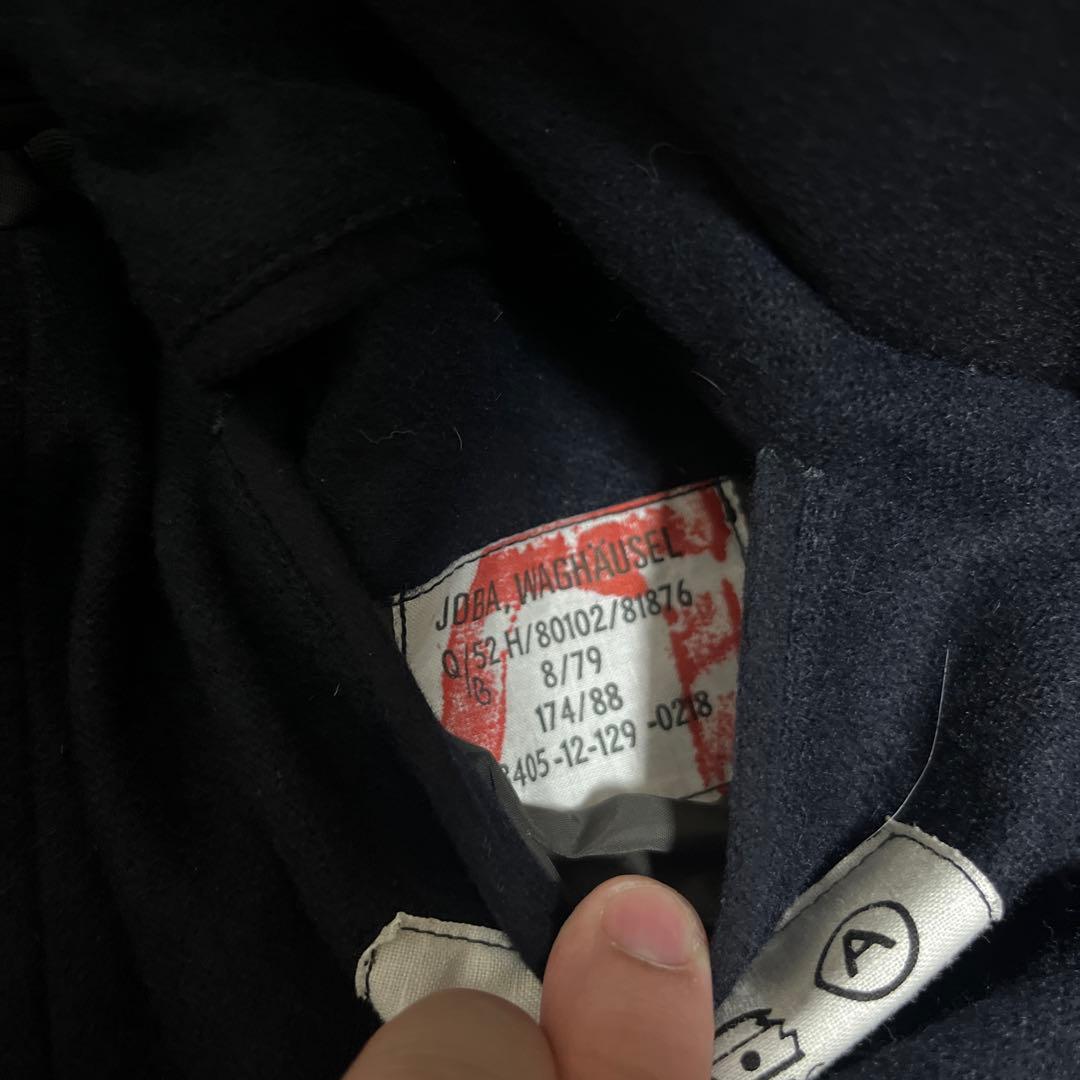 JOBA, WAGHÄUSEL
Q/52 H/80102/81876
B 8/79
174/88
8405-12-129-0218
A